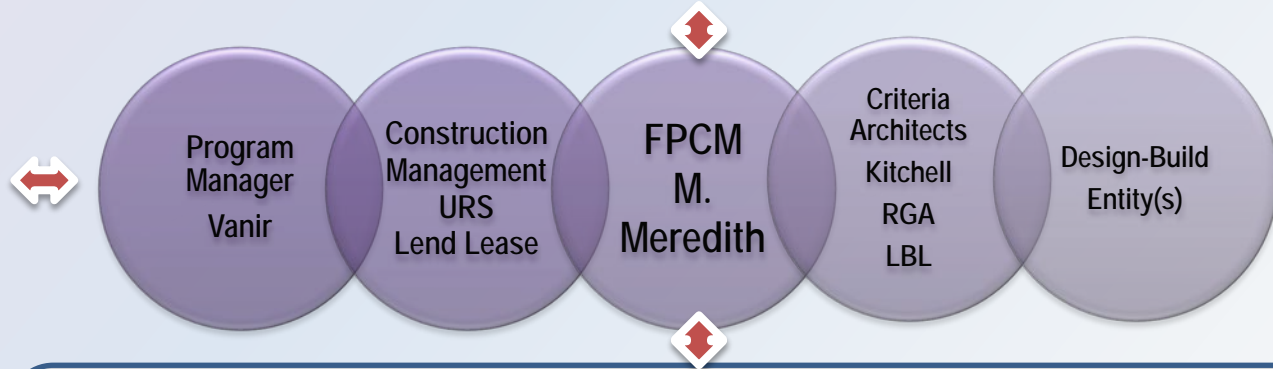 Program
Manager
Vanir
Construction
Management
URS
Lend Lease
FPCM
M.
Meredith
Criteria
Architects
Kitchell
RGA
LBL
Design-Build
Entity(s)